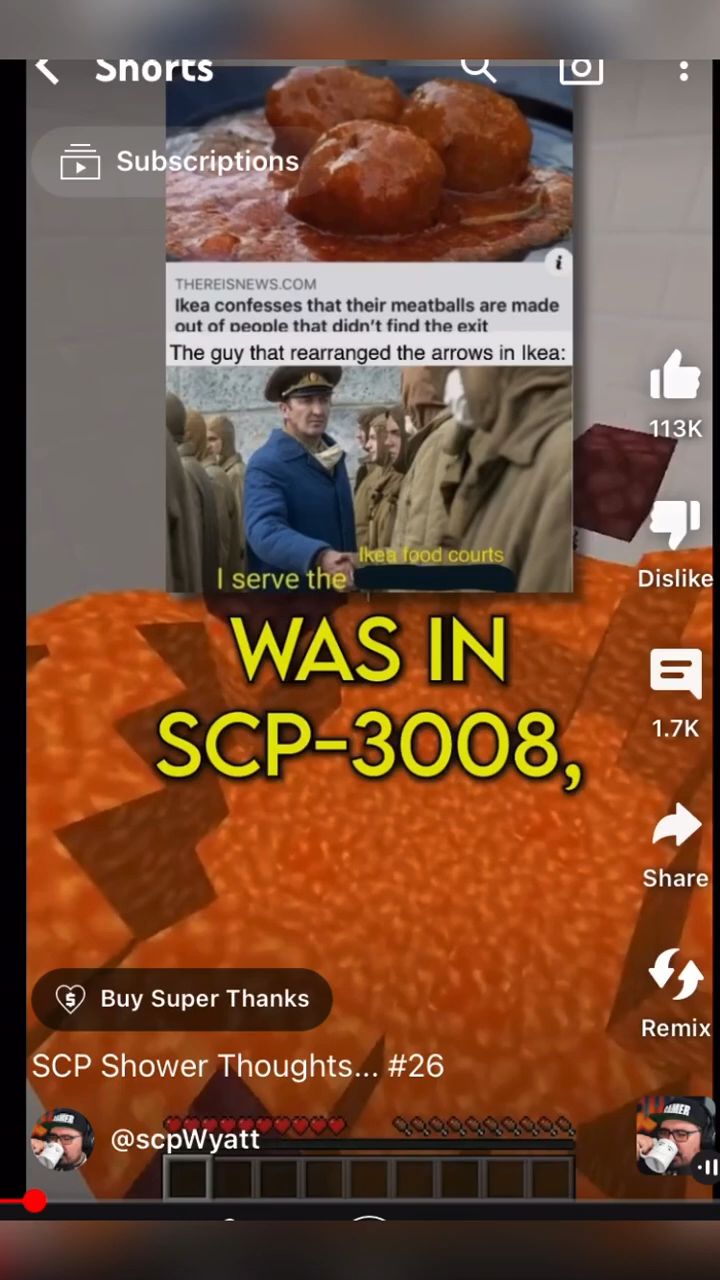 Shorts
Subscriptions
THEREISNEWS.COM
Ikea confesses that their meatballs are made
out of people that didn't find the exit
The guy that rearranged the arrows in Ikea:
Ikea food courts
I serve the
WAS IN
SCP-3008,
113K
Dislike
1.7K
Share
Remix
Buy Super Thanks
SCP Shower Thoughts... #26
@scpWyatt